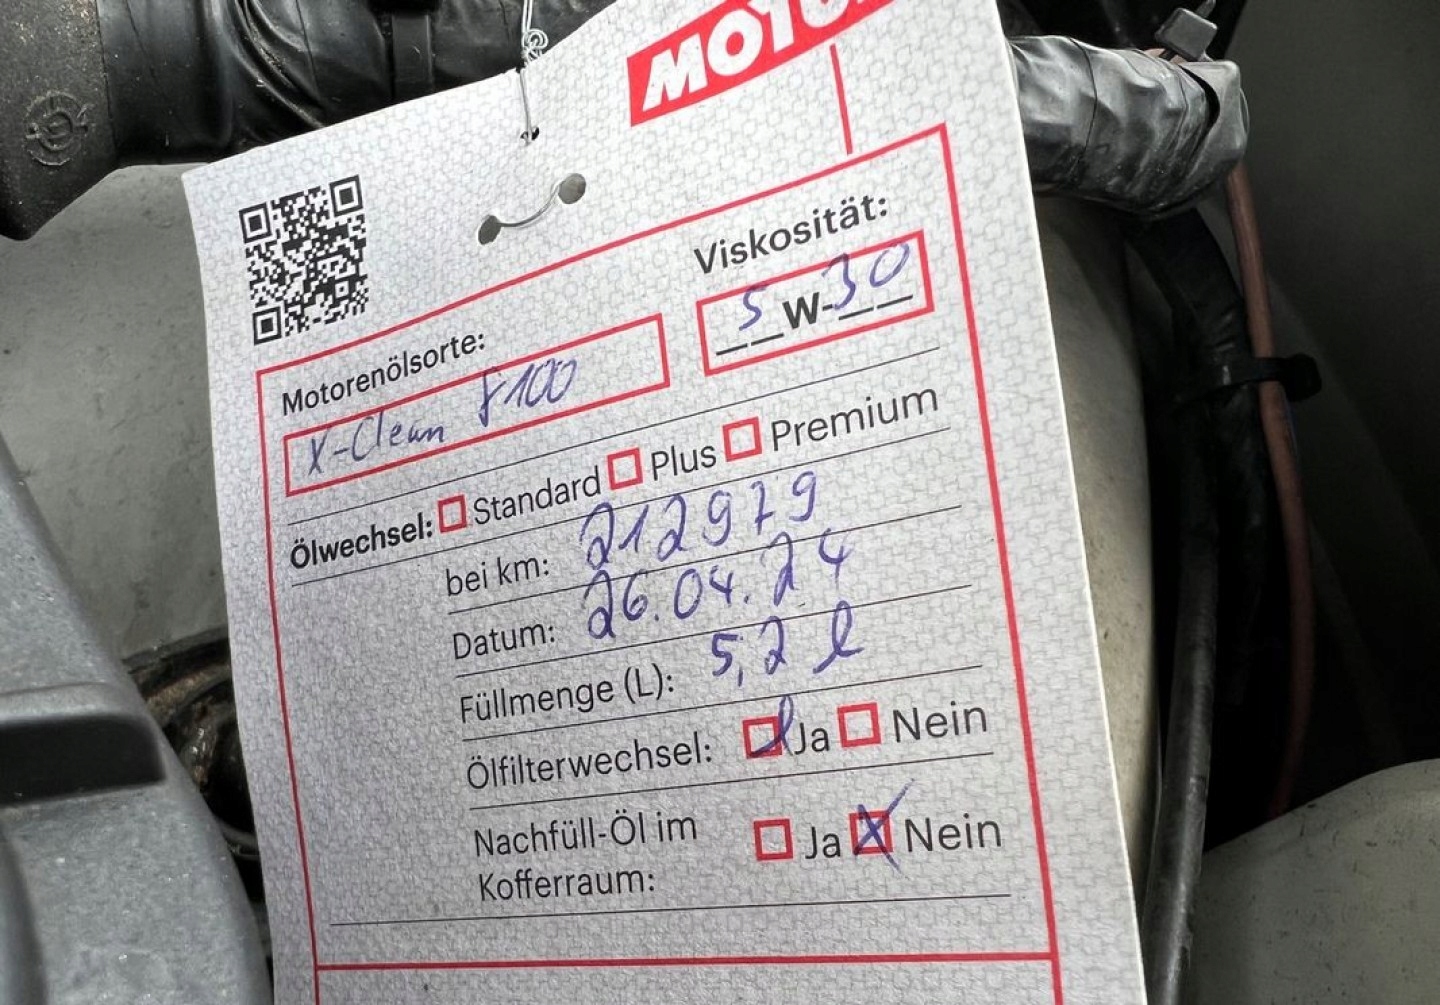 MOTU
Viskosität:
5 W-30
Motorenölsorte:
X-Clean 8100
Ölwechsel: Standard Plus Premium
bei km: 212979
Datum: 26.04.24
Füllmenge (L): 5,2 l
Ölfilterwechsel: Ja Nein
Nachfüll-Öl im
Kofferraum: Ja Nein